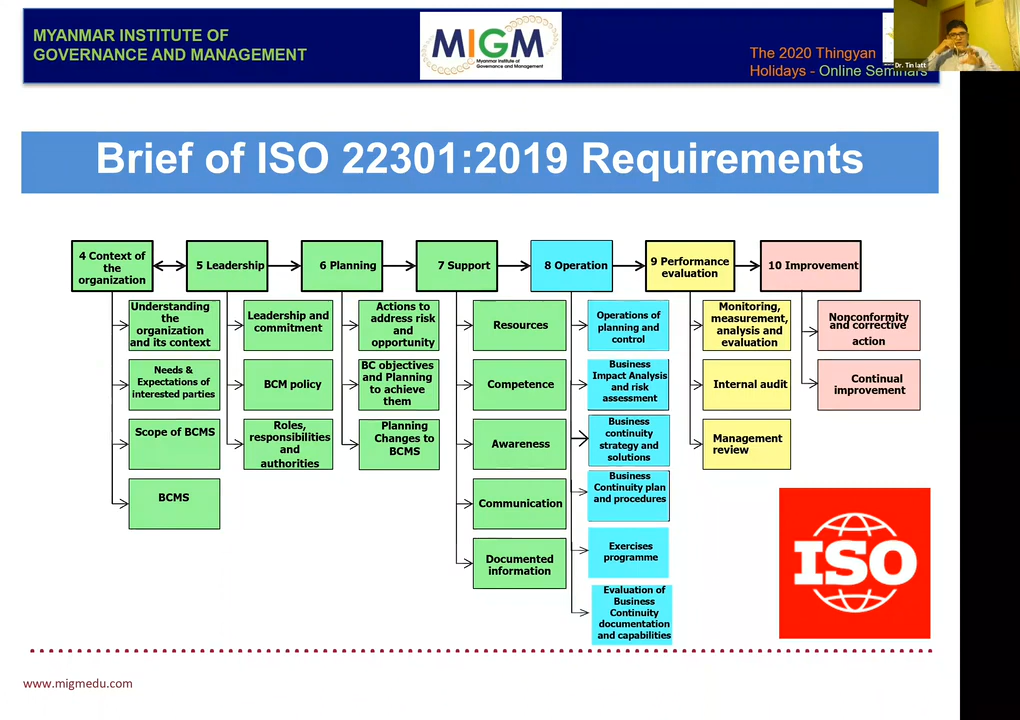 MYANMAR INSTITUTE OF
GOVERNANCE AND MANAGEMENT
MIGM
Myanmar Institute of
Governance and Management
The 2020 Thingyan
Holidays - Online Seminars
Dr. Tin latt
Brief of ISO 22301:2019 Requirements
4 Context of
the
organization
5 Leadership
6 Planning
7 Support
8 Operation
9 Performance
evaluation
10 Improvement
Understanding
the
organization
and its context
Needs &
Expectations of
interested parties
Scope of BCMS
BCMS
Leadership and
commitment
BCM policy
Roles,
responsibilities
and
authorities
Actions to
address risk
and
opportunity
BC objectives
and Planning
to achieve
them
Planning
Changes to
BCMS
Resources
Competence
Awareness
Communication
Documented
information
Operations of
planning and
control
Business
Impact Analysis
and risk
assessment
Business
continuity
strategy and
solutions
Business
Continuity plan
and procedures
Exercises
programme
Evaluation of
Business
Continuity
documentation
and capabilities
Monitoring,
measurement,
analysis and
evaluation
Internal audit
Management
review
Nonconformity
and corrective
action
Continual
improvement
ISO
www.migmedu.com